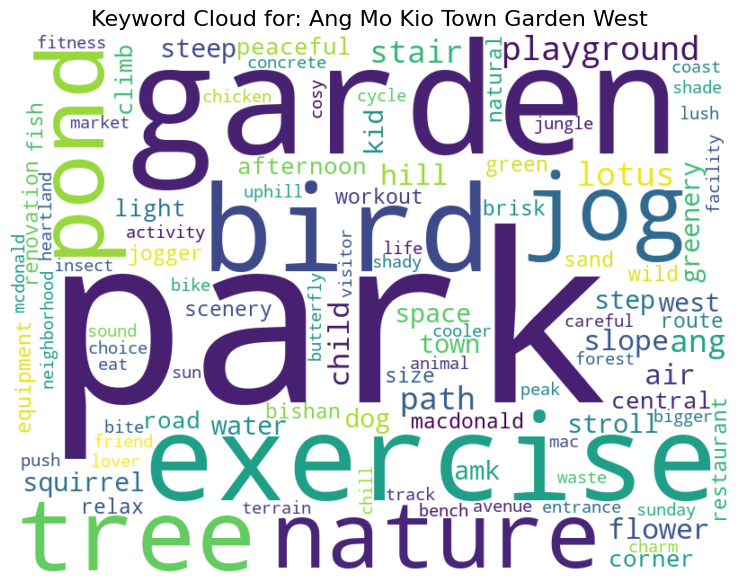 Keyword Cloud for: Ang Mo Kio Town Garden West
fitness
steep
peaceful
stair
playground
concrete
climb
pond
garden
natural
coast
shade
chicken
cosy
cycle
lush
market
kid
jungle
fish
afternoon
hill
green
lotus
facility
renovation
heartland
uphill
workout
bird
jog
greenery
light
brisk
activity
life
jogger
shady
sand
wild
insect
visitor
mcdonald
neighborhood
bike
butterfly
park
step
west
scenery
child
space
careful
route
sound
cooler
town
slope
ang
choice
equipment
eat
sun
animal
forest
size
peak
air
path
central
bishan
dog
macdonald
stroll
bigger
bite
road
water
restaurant
friend
exercise
mac
push
lover
squirrel
chill
amk
waste
relax
track
tree
terrain
nature
bench
avenue
entrance
sunday
flower
charm
corner